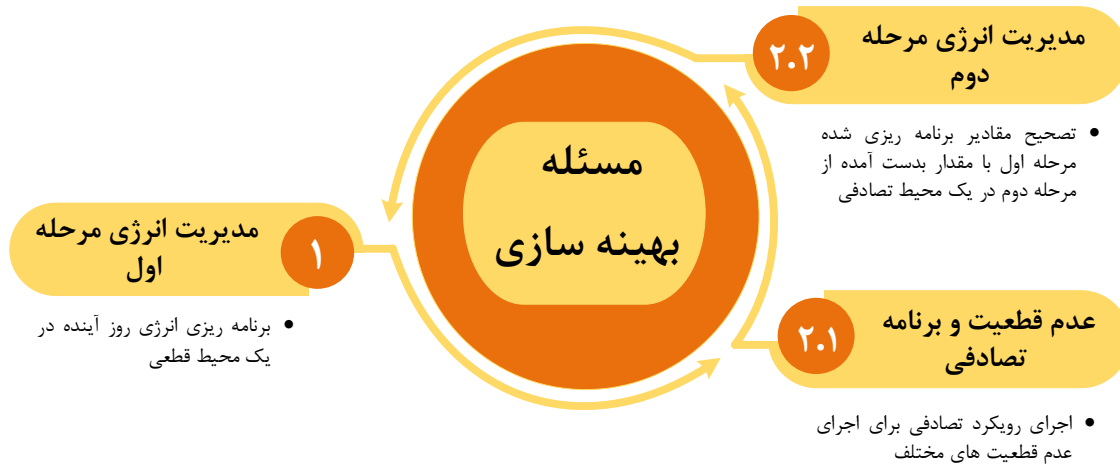 مسئله
بهینه سازی
۱
مدیریت انرژی مرحله
اول
• برنامه ریزی انرژی روز آینده در
یک محیط قطعی
۲.۱
عدم قطعیت و برنامه
تصادفی
• اجرای رویکرد تصادفی برای اجرای
عدم قطعیت های مختلف
۲.۲
مدیریت انرژی مرحله
دوم
• تصحیح مقادیر برنامه ریزی شده
مرحله اول با مقدار بدست آمده از
مرحله دوم در یک محیط تصادفی